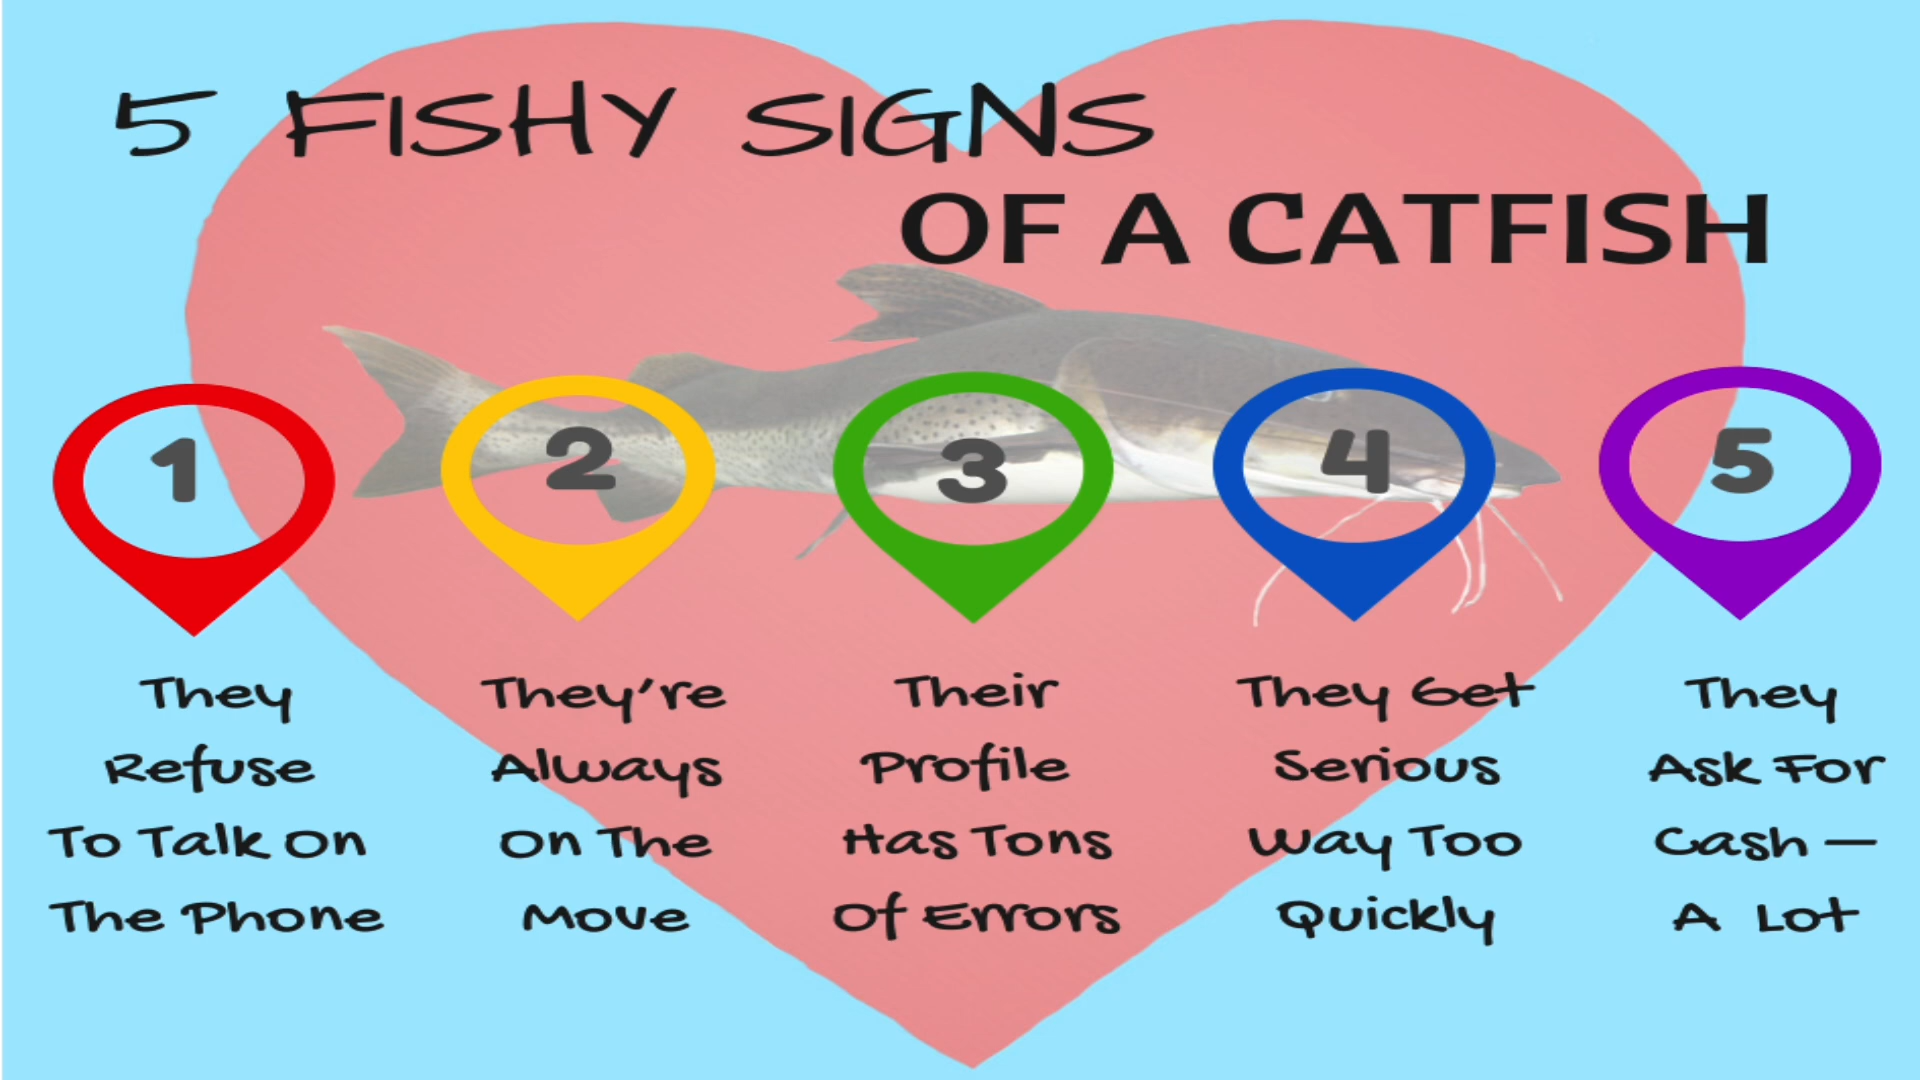 5 FISHY SIGNS
OF A CATFISH
1
They
Refuse
To Talk On
The Phone
2
They're
Always
On The
Move
3
Their
Profile
Has Tons
Of Errors
4
They Get
Serious
Way Too
Quickly
5
They
Ask For
Cash –
A Lot